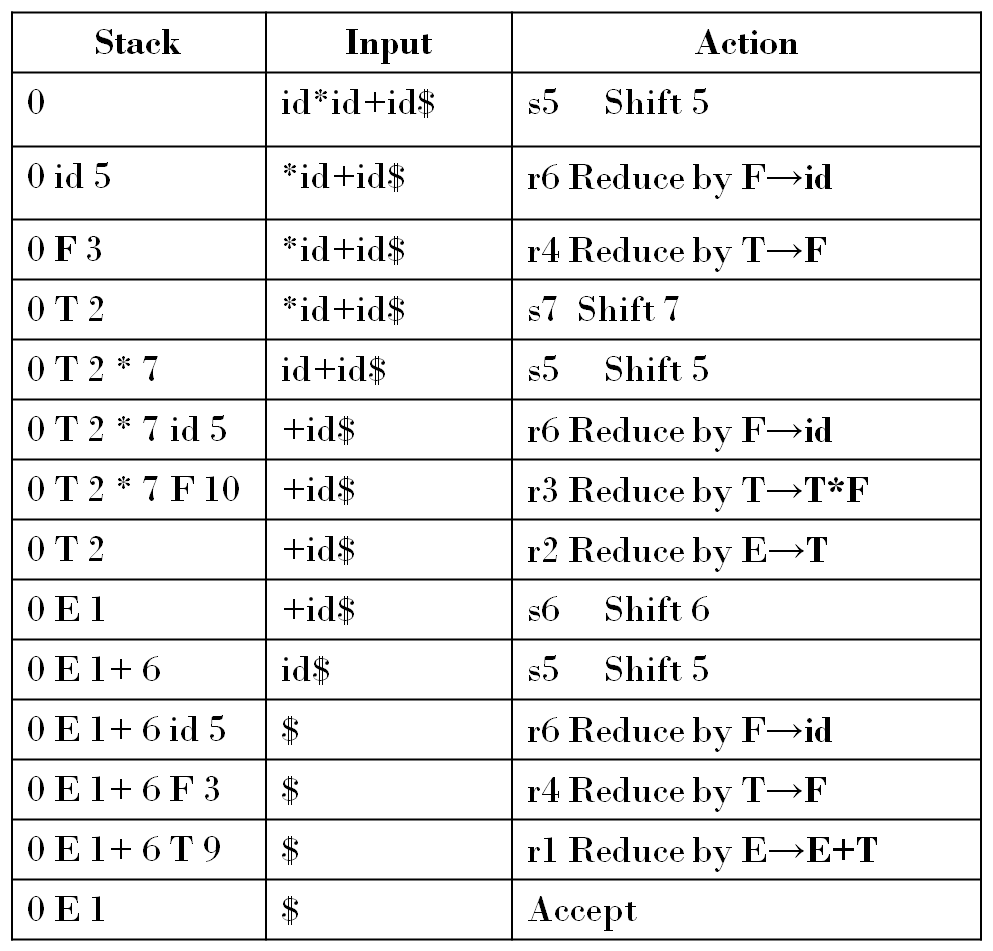 Stack Input Action
0 id*id+id$ s5 Shift 5
0 id 5 *id+id$ r6 Reduce by F→id
0 F 3 *id+id$ r4 Reduce by T→F
0 T 2 *id+id$ s7 Shift 7
0 T 2 * 7 id+id$ s5 Shift 5
0 T 2 * 7 id 5 +id$ r6 Reduce by F→id
0 T 2 * 7 F 10 +id$ r3 Reduce by T→T*F
0 T 2 +id$ r2 Reduce by E→T
0 E 1 +id$ s6 Shift 6
0 E 1+ 6 id$ s5 Shift 5
0 E 1+ 6 id 5 $ r6 Reduce by F→id
0 E 1+ 6 F 3 $ r4 Reduce by T→F
0 E 1+ 6 T 9 $ r1 Reduce by E→E+T
0 E 1 $ Accept